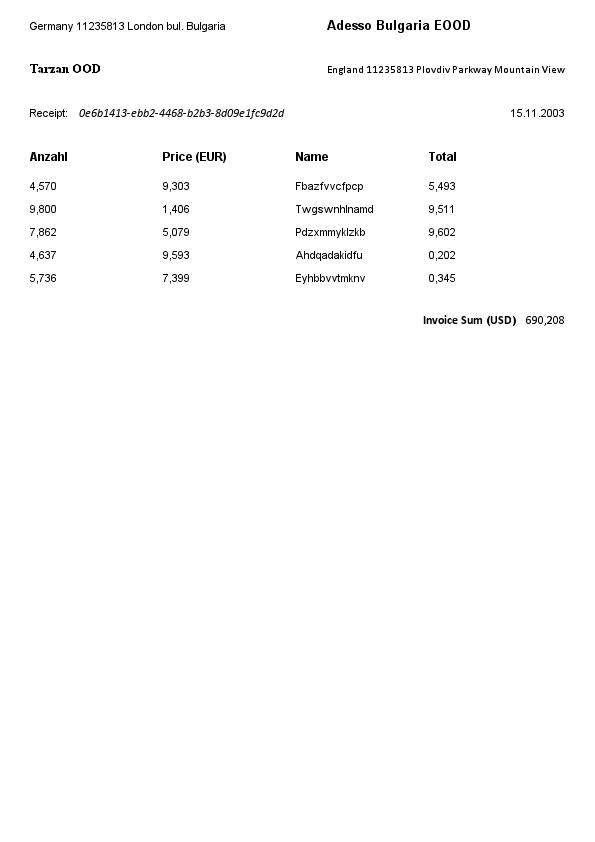 Germany 11235813 London bul. Bulgaria Adesso Bulgaria EOOD
Tarzan OOD England 11235813 Plovdiv Parkway Mountain View
Receipt: 0e6b1413-ebb2-4468-b2b3-8d09e1fc9d2d 15.11.2003
Anzahl Price (EUR) Name Total
4,570 9,303 Fbazfvvcfpcp 5,493
9,800 1,406 Twgswnhlnamd 9,511
7,862 5,079 Pdzxmmyklzkb 9,602
4,637 9,593 Ahdqadakidfu 0,202
5,736 7,399 Eyhbbvvtmknv 0,345
Invoice Sum (USD) 690,208